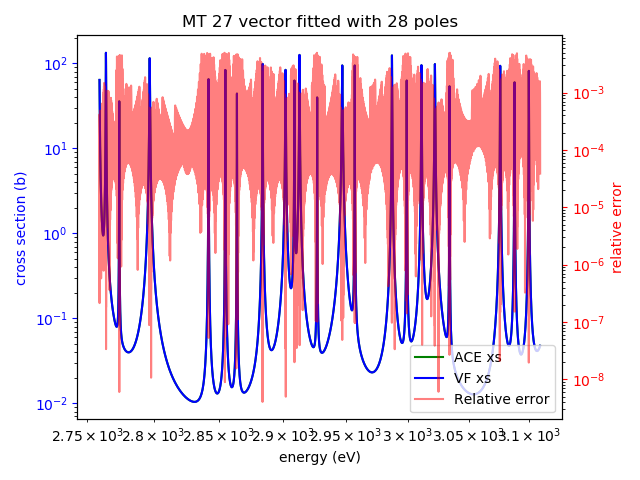 MT 27 vector fitted with 28 poles
cross section (b)
10²
10¹
10⁰
10⁻¹
10⁻²
relative error
10⁻³
10⁻⁴
10⁻⁵
10⁻⁶
10⁻⁷
10⁻⁸
ACE xs
VF xs
Relative error
2.75×10³ 2.8×10³ 2.85×10³ 2.9×10³ 2.95×10³ 3×10³ 3.05×10³ 3.1×10³
energy (eV)